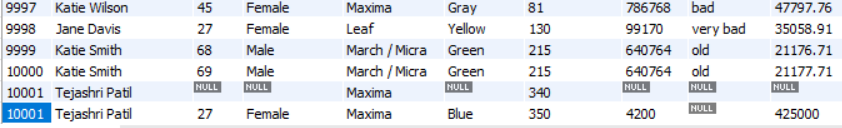 9997 Katie Wilson 45 Female Maxima Gray 81 786768 bad 47797.76
9998 Jane Davis 27 Female Leaf Yellow 130 99170 very bad 35058.91
9999 Katie Smith 68 Male March / Micra Green 215 640764 old 21176.71
10000 Katie Smith 69 Male March / Micra Green 215 640764 old 21177.71
10001 Tejashri Patil NULL NULL Maxima NULL 340 NULL NULL NULL
10001 Tejashri Patil 27 Female Maxima Blue 350 4200 NULL 425000